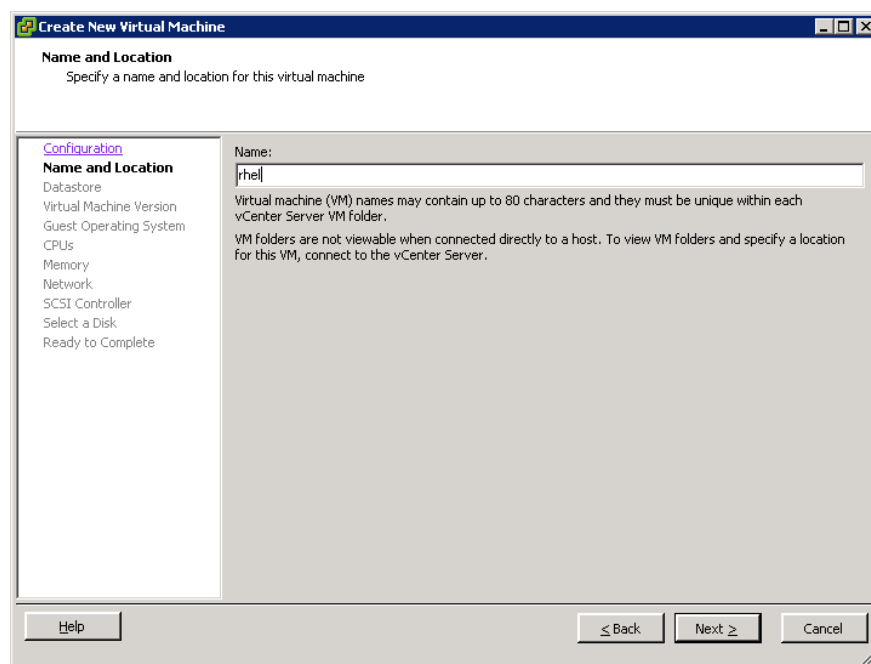 Create New Virtual Machine
Name and Location
Specify a name and location for this virtual machine
Configuration
Name and Location
Datastore
Virtual Machine Version
Guest Operating System
CPUs
Memory
Network
SCSI Controller
Select a Disk
Ready to Complete
Name:
rhel
Virtual machine (VM) names may contain up to 80 characters and they must be unique within each
vCenter Server VM folder.
VM folders are not viewable when connected directly to a host. To view VM folders and specify a location
for this VM, connect to the vCenter Server.
Help
≤ Back
Next ≥
Cancel